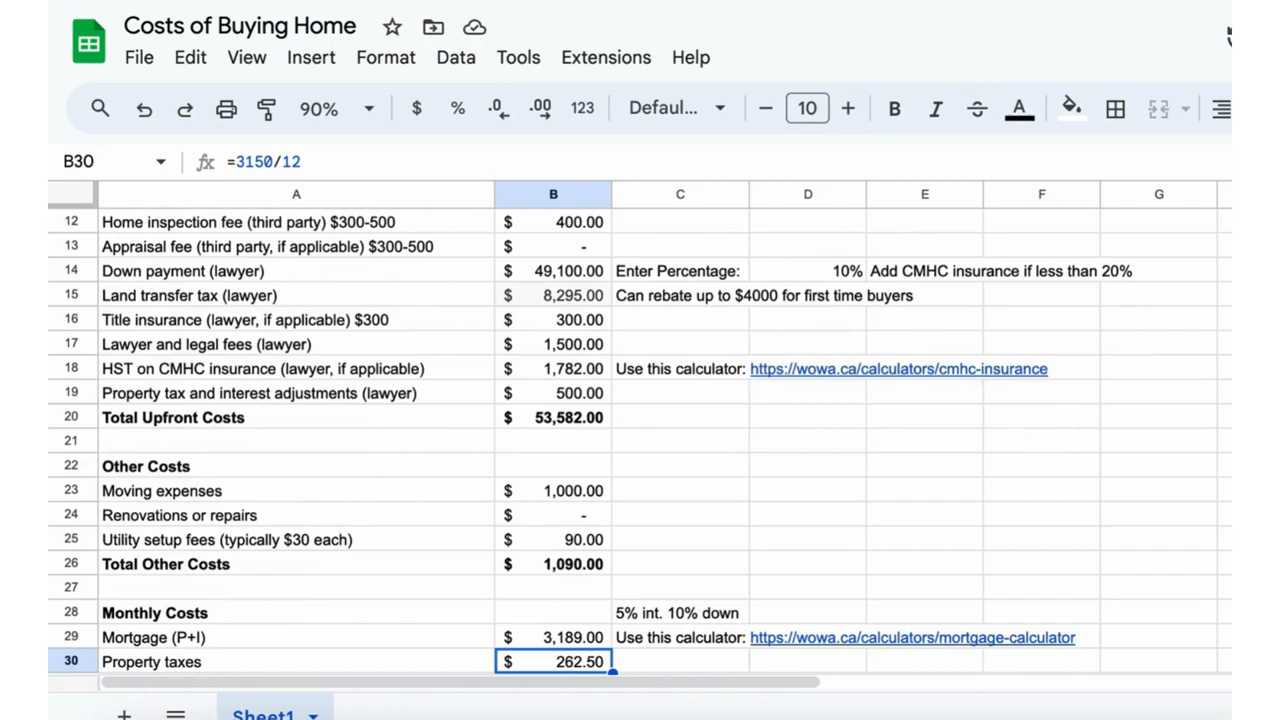 Costs of Buying Home
File Edit View Insert Format Data Tools Extensions Help
90% $ % .0 .00 123 Defaul... − 10 + B I S A
B30 fx =3150/12
A B C D E F G
12 Home inspection fee (third party) $300-500 $ 400.00
13 Appraisal fee (third party, if applicable) $300-500 $ -
14 Down payment (lawyer) $ 49,100.00 Enter Percentage: 10% Add CMHC insurance if less than 20%
15 Land transfer tax (lawyer) $ 8,295.00 Can rebate up to $4000 for first time buyers
16 Title insurance (lawyer, if applicable) $300 $ 300.00
17 Lawyer and legal fees (lawyer) $ 1,500.00
18 HST on CMHC insurance (lawyer, if applicable) $ 1,782.00 Use this calculator: https://wowa.ca/calculators/cmhc-insurance
19 Property tax and interest adjustments (lawyer) $ 500.00
20 Total Upfront Costs $ 53,582.00
21
22 Other Costs
23 Moving expenses $ 1,000.00
24 Renovations or repairs $ -
25 Utility setup fees (typically $30 each) $ 90.00
26 Total Other Costs $ 1,090.00
27
28 Monthly Costs 5% int. 10% down
29 Mortgage (P+I) $ 3,189.00 Use this calculator: https://wowa.ca/calculators/mortgage-calculator
30 Property taxes $ 262.50
+ Sheet1